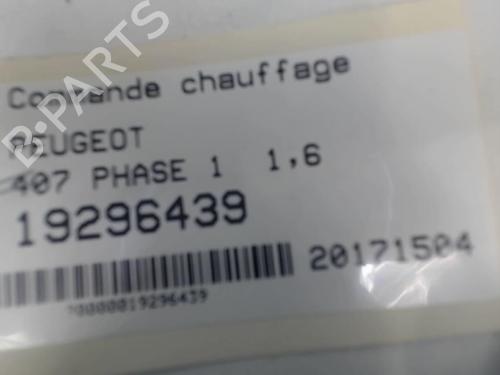 B-PARTS
Commande chauffage
PEUGEOT
407 PHASE 1 1,6
19296439
20171504
70000019296439